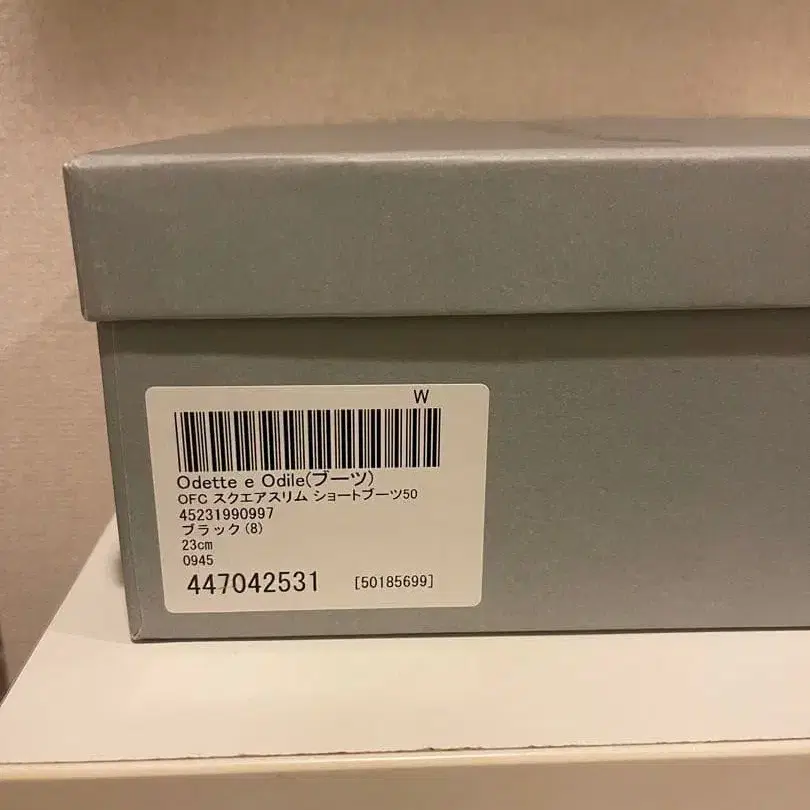 W
Odette e Odile(ブーツ)
OFC スクエアスリム ショートブーツ50
45231990997
ブラック(8)
23cm
0945
447042531 [50185699]